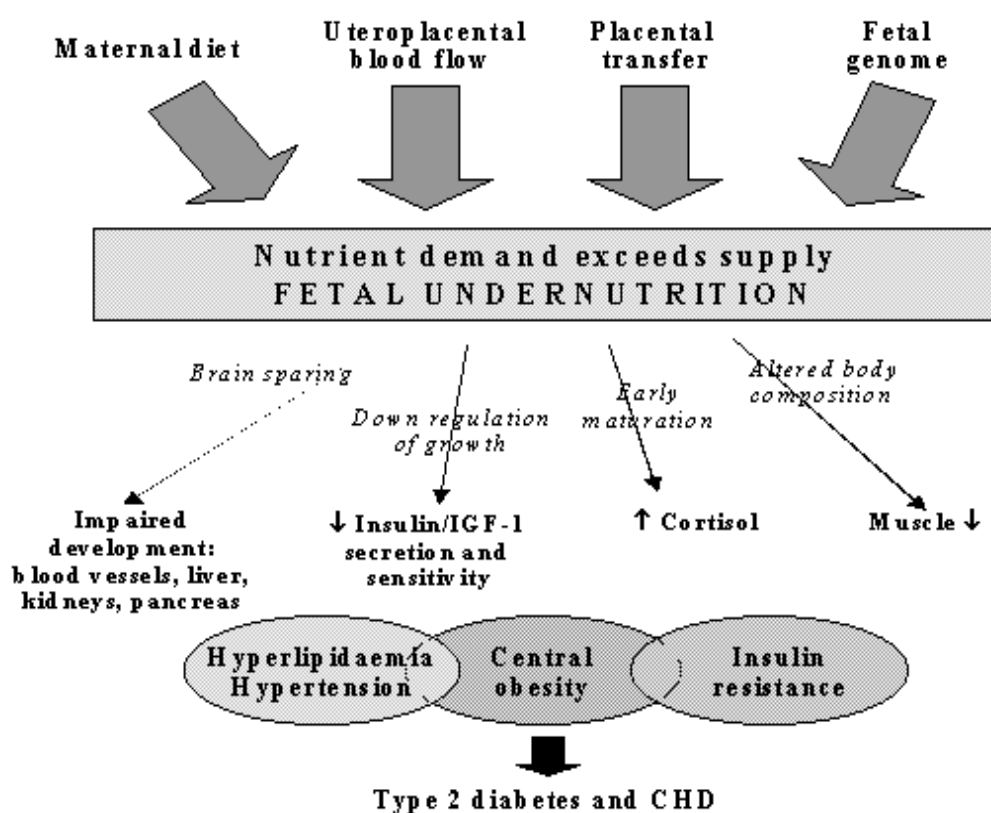 Maternal diet
Uteroplacental
blood flow
Placental
transfer
Fetal
genome
Nutrient demand exceeds supply
FETAL UNDERNUTRITION
Brain sparing
Down regulation
of growth
Early
maturation
Altered body
composition
Impaired
development:
blood vessels, liver,
kidneys, pancreas
↓ Insulin/IGF-1
secretion and
sensitivity
↑ Cortisol
Muscle ↓
Hyperlipidaemia
Hypertension
Central
obesity
Insulin
resistance
Type 2 diabetes and CHD